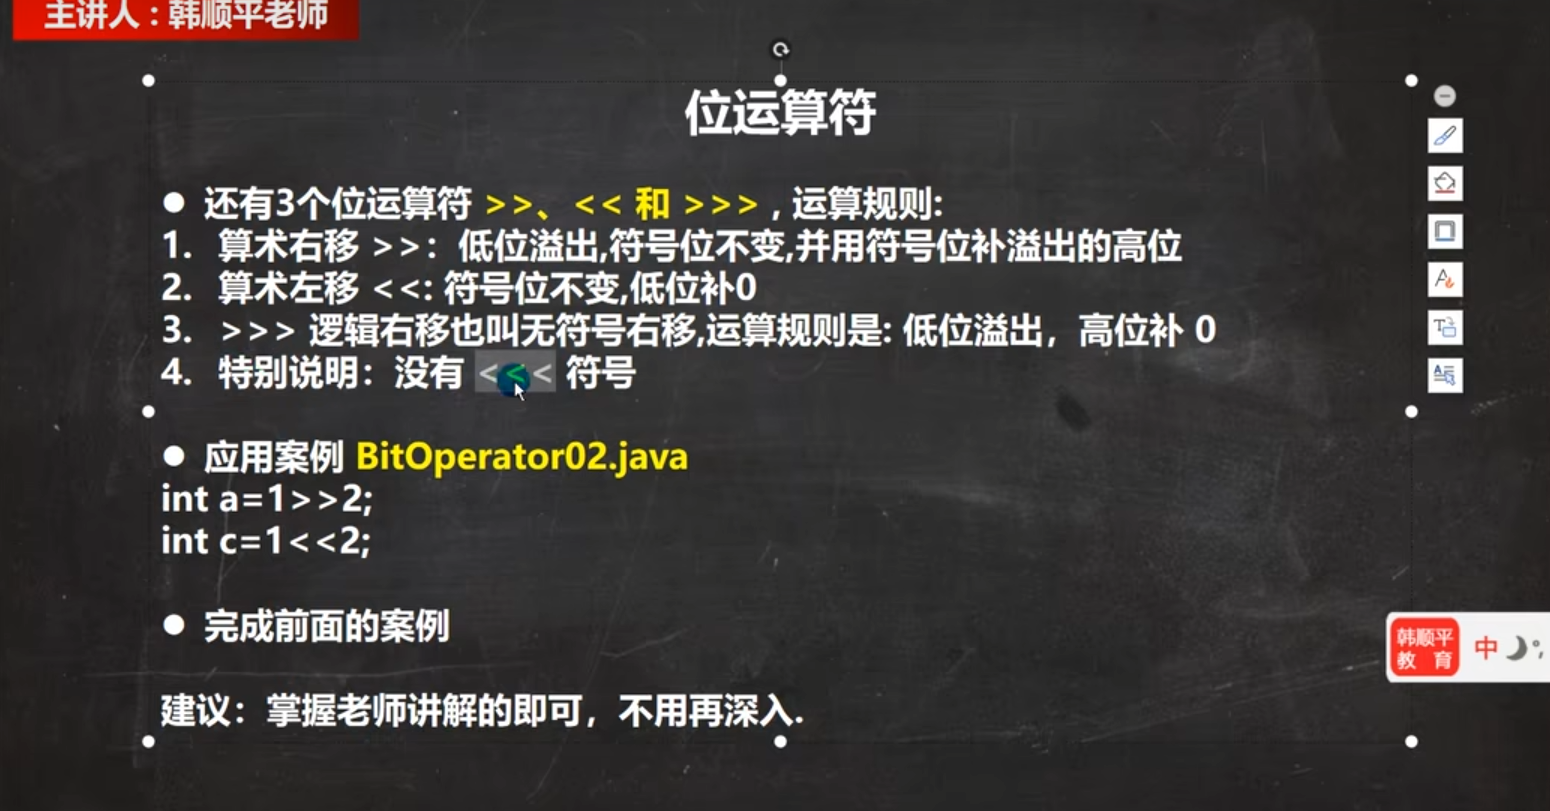 主讲人：韩顺平老师
位运算符
● 还有3个位运算符 >>、<< 和 >>> , 运算规则:
1. 算术右移 >>：低位溢出,符号位不变,并用符号位补溢出的高位
2. 算术左移 <<: 符号位不变,低位补0
3. >>> 逻辑右移也叫无符号右移,运算规则是: 低位溢出，高位补 0
4. 特别说明：没有 <<< 符号
● 应用案例 BitOperator02.java
int a=1>>2;
int c=1<<2;
● 完成前面的案例
韩顺平
教 育
中
建议：掌握老师讲解的即可，不用再深入.